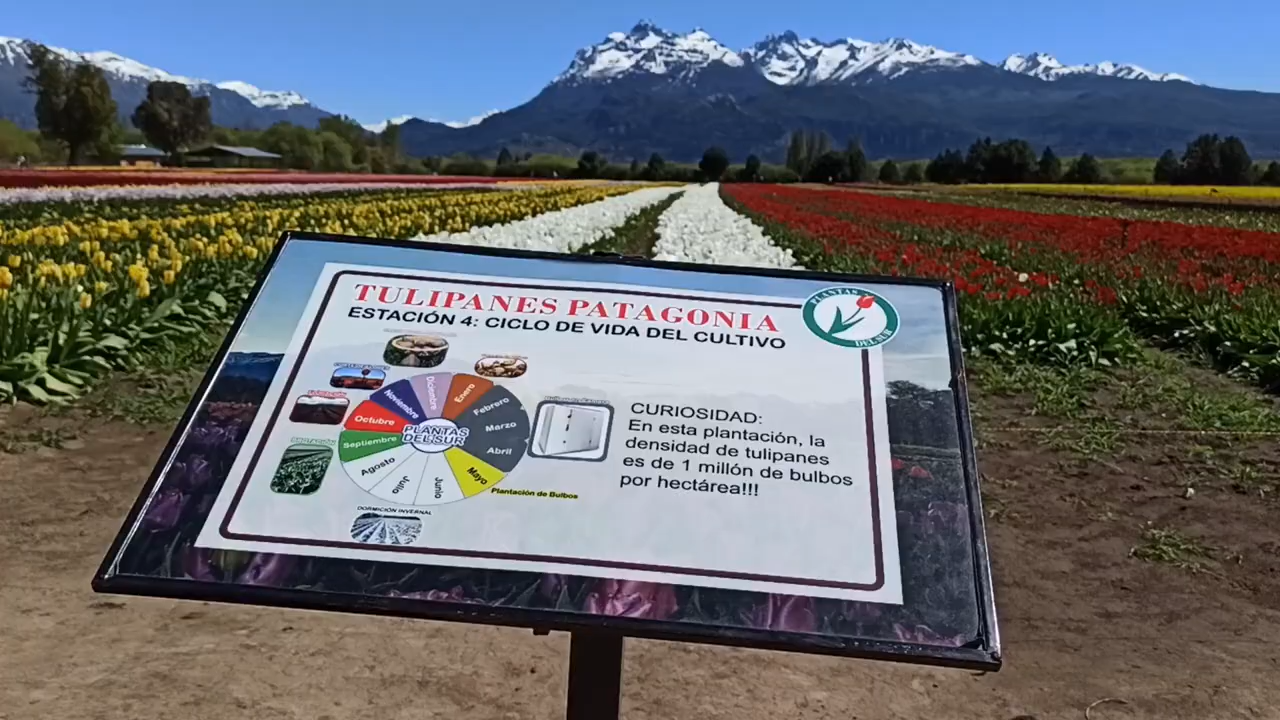 TULIPANES PATAGONIA
ESTACIÓN 4: CICLO DE VIDA DEL CULTIVO
PLANTAS
DEL SUR
Enero
Febrero
Marzo
Abril
Mayo
Junio
Julio
Agosto
Septiembre
Octubre
Noviembre
Diciembre
PLANTAS
DEL SUR
Plantación de Bulbos
DORMICIÓN INVERNAL
CURIOSIDAD:
En esta plantación, la
densidad de tulipanes
es de 1 millón de bulbos
por hectárea!!!